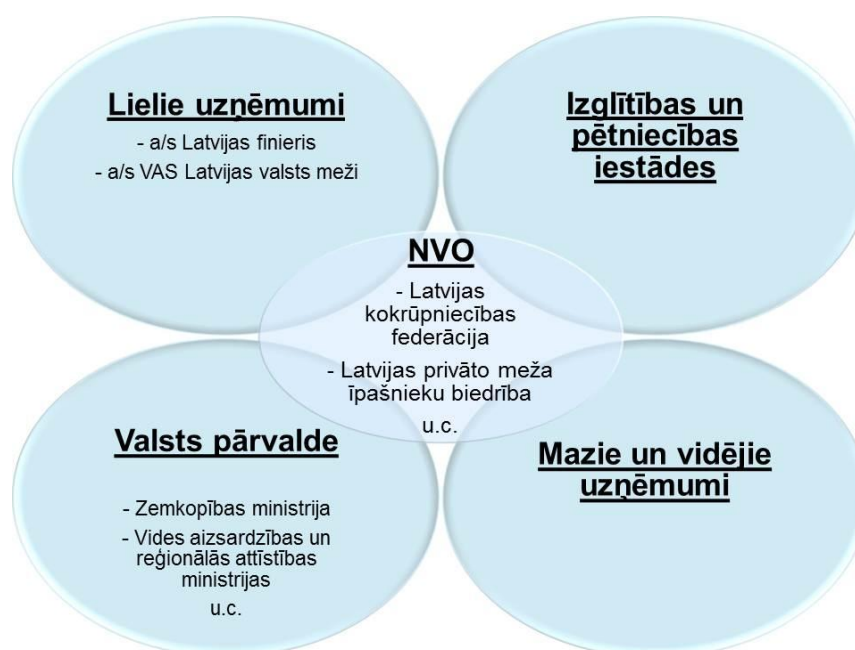 Lielie uzņēmumi
- a/s Latvijas finieris
- a/s VAS Latvijas valsts meži
Izglītības un
pētniecības
iestādes
NVO
- Latvijas
kokrūpniecības
federācija
- Latvijas privāto meža
īpašnieku biedrība
u.c.
Valsts pārvalde
- Zemkopības ministrija
- Vides aizsardzības un
reģionālās attīstības
ministrijas
u.c.
Mazie un vidējie
uzņēmumi